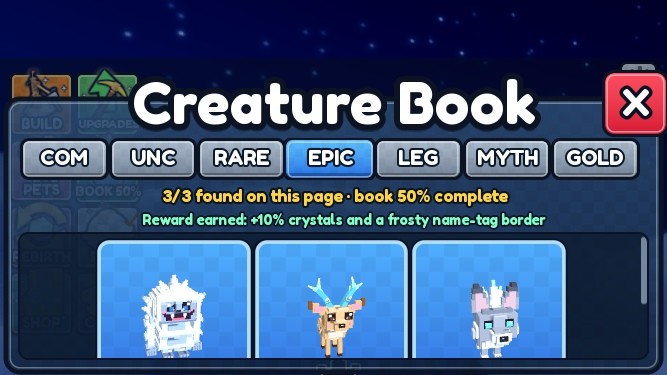 Creature Book
BUILD
UPGRADES
COM UNC RARE EPIC LEG MYTH GOLD
PETS
BOOK 50%
3/3 found on this page · book 50% complete
Reward earned: +10% crystals and a frosty name-tag border
REBIRTH